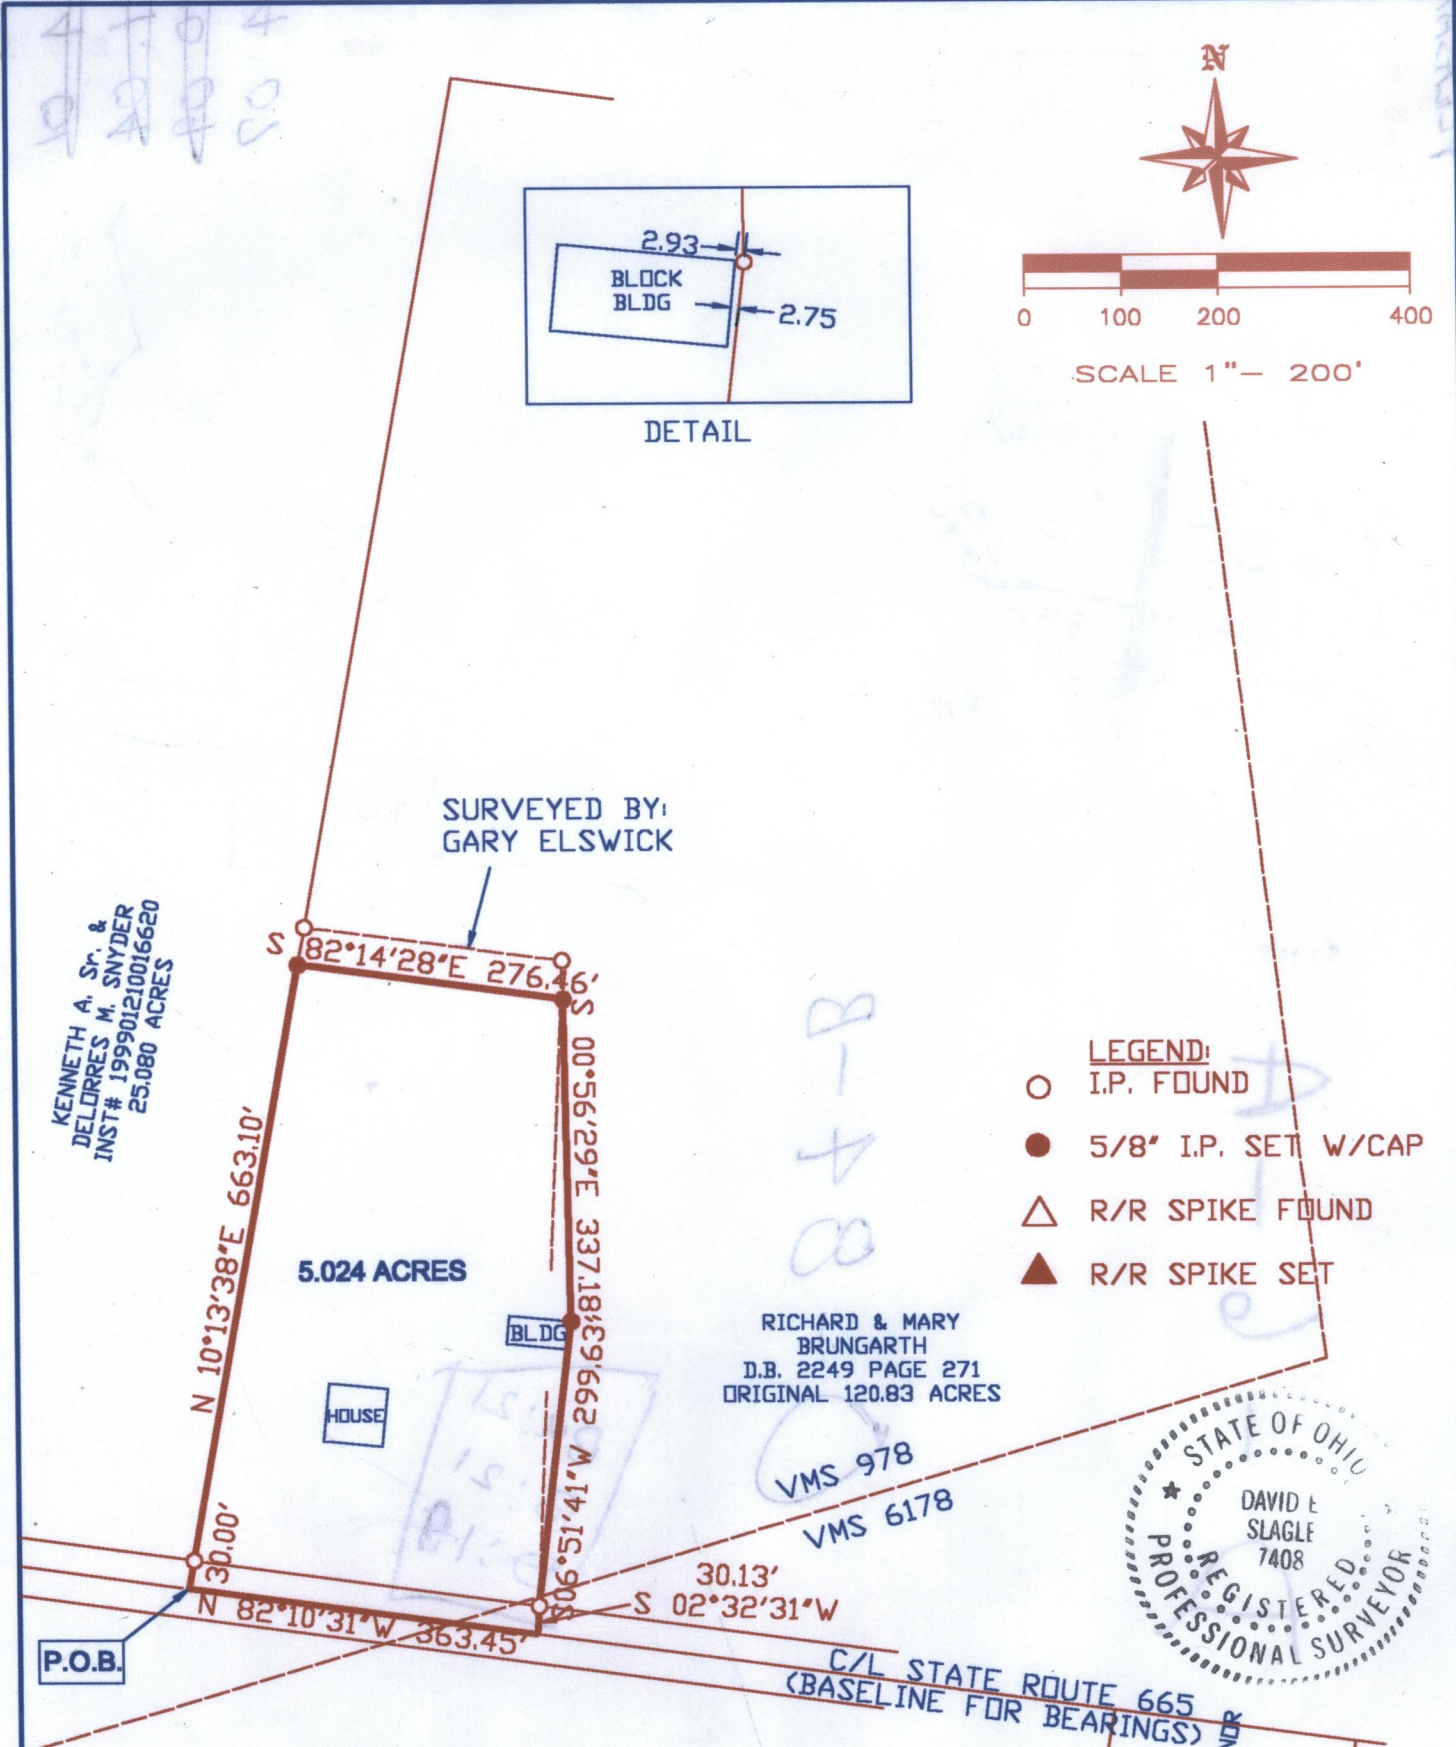 N
2.93
BLOCK
BLDG
2.75
DETAIL
0 100 200 400
SCALE 1"— 200'
SURVEYED BY:
GARY ELSWICK
KENNETH A. Sr. &
DELORRES M. SNYDER
INST# 199901210016620
25.080 ACRES
S 82°14'28"E 276.46'
S 00°56'29"E 337.18'
N 10°13'38"E 663.10'
5.024 ACRES
BLDG
HOUSE
S06°51'41"W 299.63'
LEGEND:
I.P. FOUND
5/8" I.P. SET W/CAP
R/R SPIKE FOUND
R/R SPIKE SET
RICHARD & MARY
BRUNGARTH
D.B. 2249 PAGE 271
ORIGINAL 120.83 ACRES
VMS 978
VMS 6178
STATE OF OHIO
DAVID E
SLAGLE
7408
REGISTERED
PROFESSIONAL SURVEYOR
30.00'
30.13'
S 02°32'31"W
N 82°10'31"W 363.45'
P.O.B.
C/L STATE ROUTE 665
(BASELINE FOR BEARINGS)